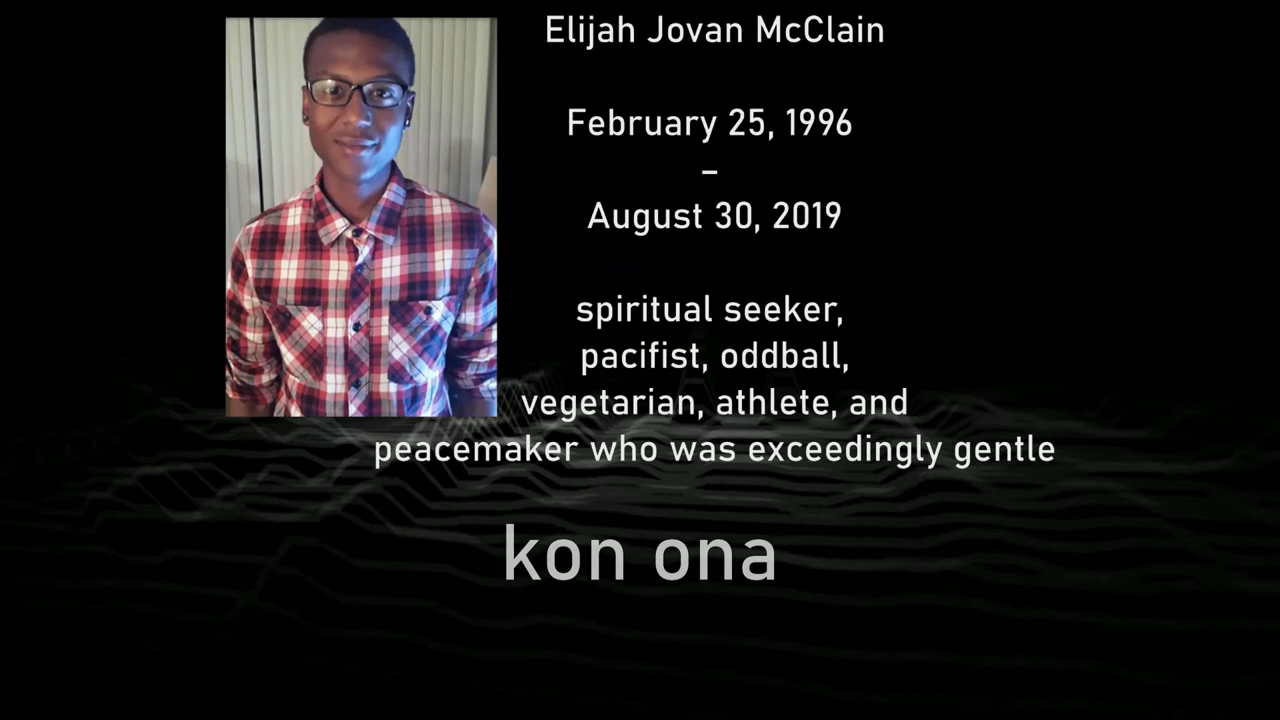 Elijah Jovan McClain
February 25, 1996
–
August 30, 2019
spiritual seeker,
pacifist, oddball,
vegetarian, athlete, and
peacemaker who was exceedingly gentle
kon ona